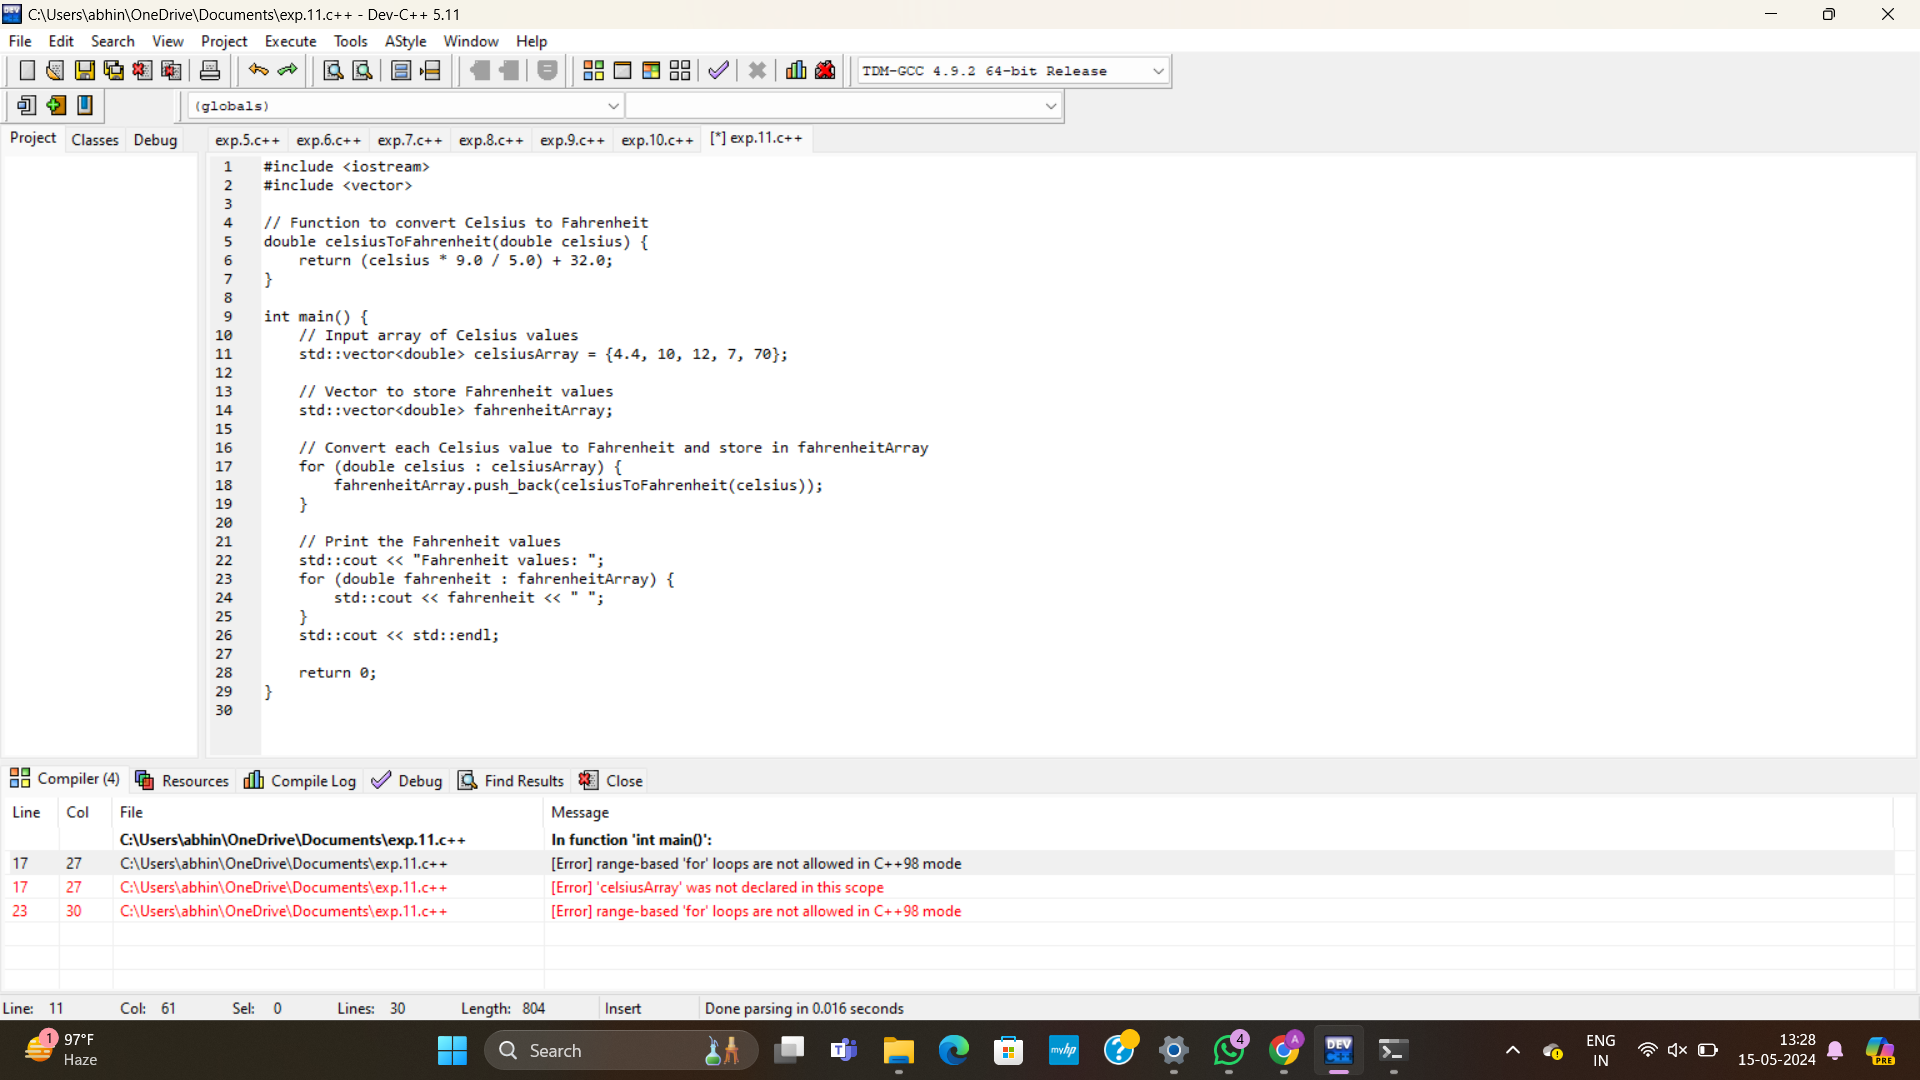 C:\Users\abhin\OneDrive\Documents\exp.11.c++ - Dev-C++ 5.11
File Edit Search View Project Execute Tools AStyle Window Help
TDM-GCC 4.9.2 64-bit Release
(globals)
Project Classes Debug exp.5.c++ exp.6.c++ exp.7.c++ exp.8.c++ exp.9.c++ exp.10.c++ [*] exp.11.c++
1 #include <iostream>
2 #include <vector>
3
4 // Function to convert Celsius to Fahrenheit
5 double celsiusToFahrenheit(double celsius) {
6     return (celsius * 9.0 / 5.0) + 32.0;
7 }
8
9 int main() {
10     // Input array of Celsius values
11     std::vector<double> celsiusArray = {4.4, 10, 12, 7, 70};
12
13     // Vector to store Fahrenheit values
14     std::vector<double> fahrenheitArray;
15
16     // Convert each Celsius value to Fahrenheit and store in fahrenheitArray
17     for (double celsius : celsiusArray) {
18         fahrenheitArray.push_back(celsiusToFahrenheit(celsius));
19     }
20
21     // Print the Fahrenheit values
22     std::cout << "Fahrenheit values: ";
23     for (double fahrenheit : fahrenheitArray) {
24         std::cout << fahrenheit << " ";
25     }
26     std::cout << std::endl;
27
28     return 0;
29 }
30
Compiler (4) Resources Compile Log Debug Find Results Close
Line Col File Message
C:\Users\abhin\OneDrive\Documents\exp.11.c++ In function 'int main()':
17 27 C:\Users\abhin\OneDrive\Documents\exp.11.c++ [Error] range-based 'for' loops are not allowed in C++98 mode
17 27 C:\Users\abhin\OneDrive\Documents\exp.11.c++ [Error] 'celsiusArray' was not declared in this scope
23 30 C:\Users\abhin\OneDrive\Documents\exp.11.c++ [Error] range-based 'for' loops are not allowed in C++98 mode
Line: 11 Col: 61 Sel: 0 Lines: 30 Length: 804 Insert Done parsing in 0.016 seconds
1 97°F
Haze
Search
myhp
4
A
DEV
ENG
IN
13:28
15-05-2024
PRE